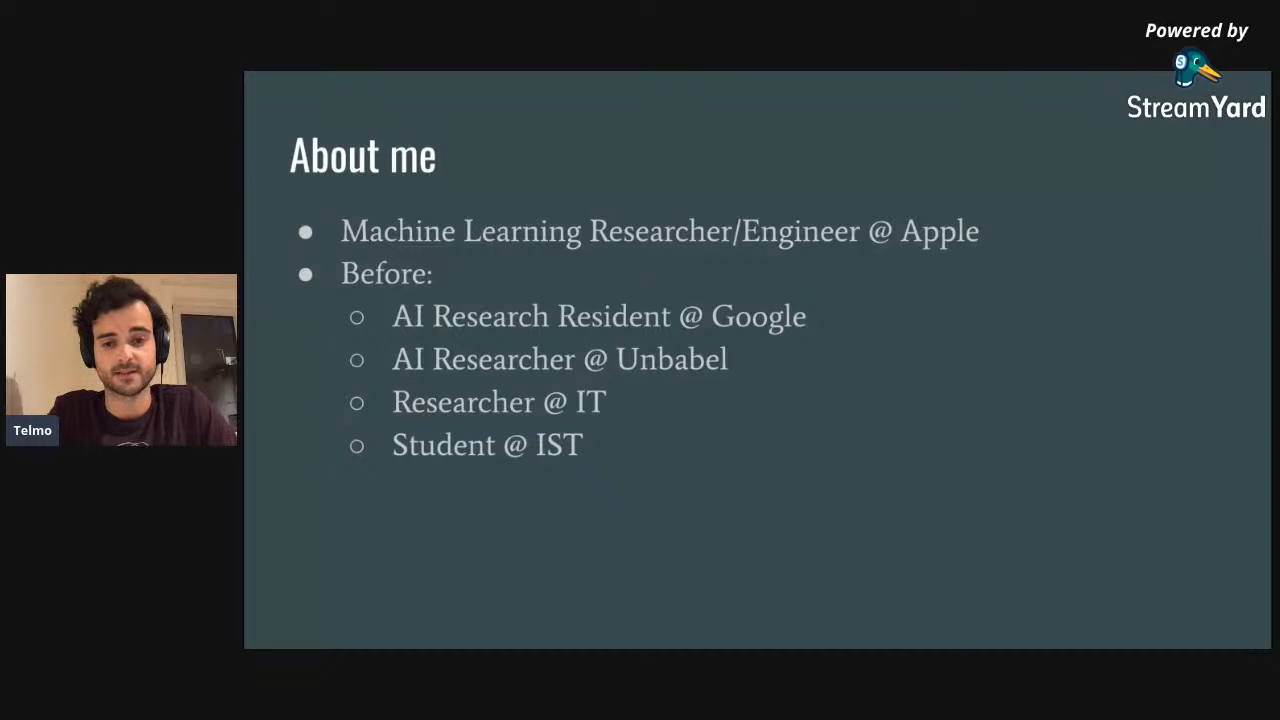 Powered by
StreamYard
About me
● Machine Learning Researcher/Engineer @ Apple
● Before:
○ AI Research Resident @ Google
○ AI Researcher @ Unbabel
○ Researcher @ IT
○ Student @ IST
Telmo